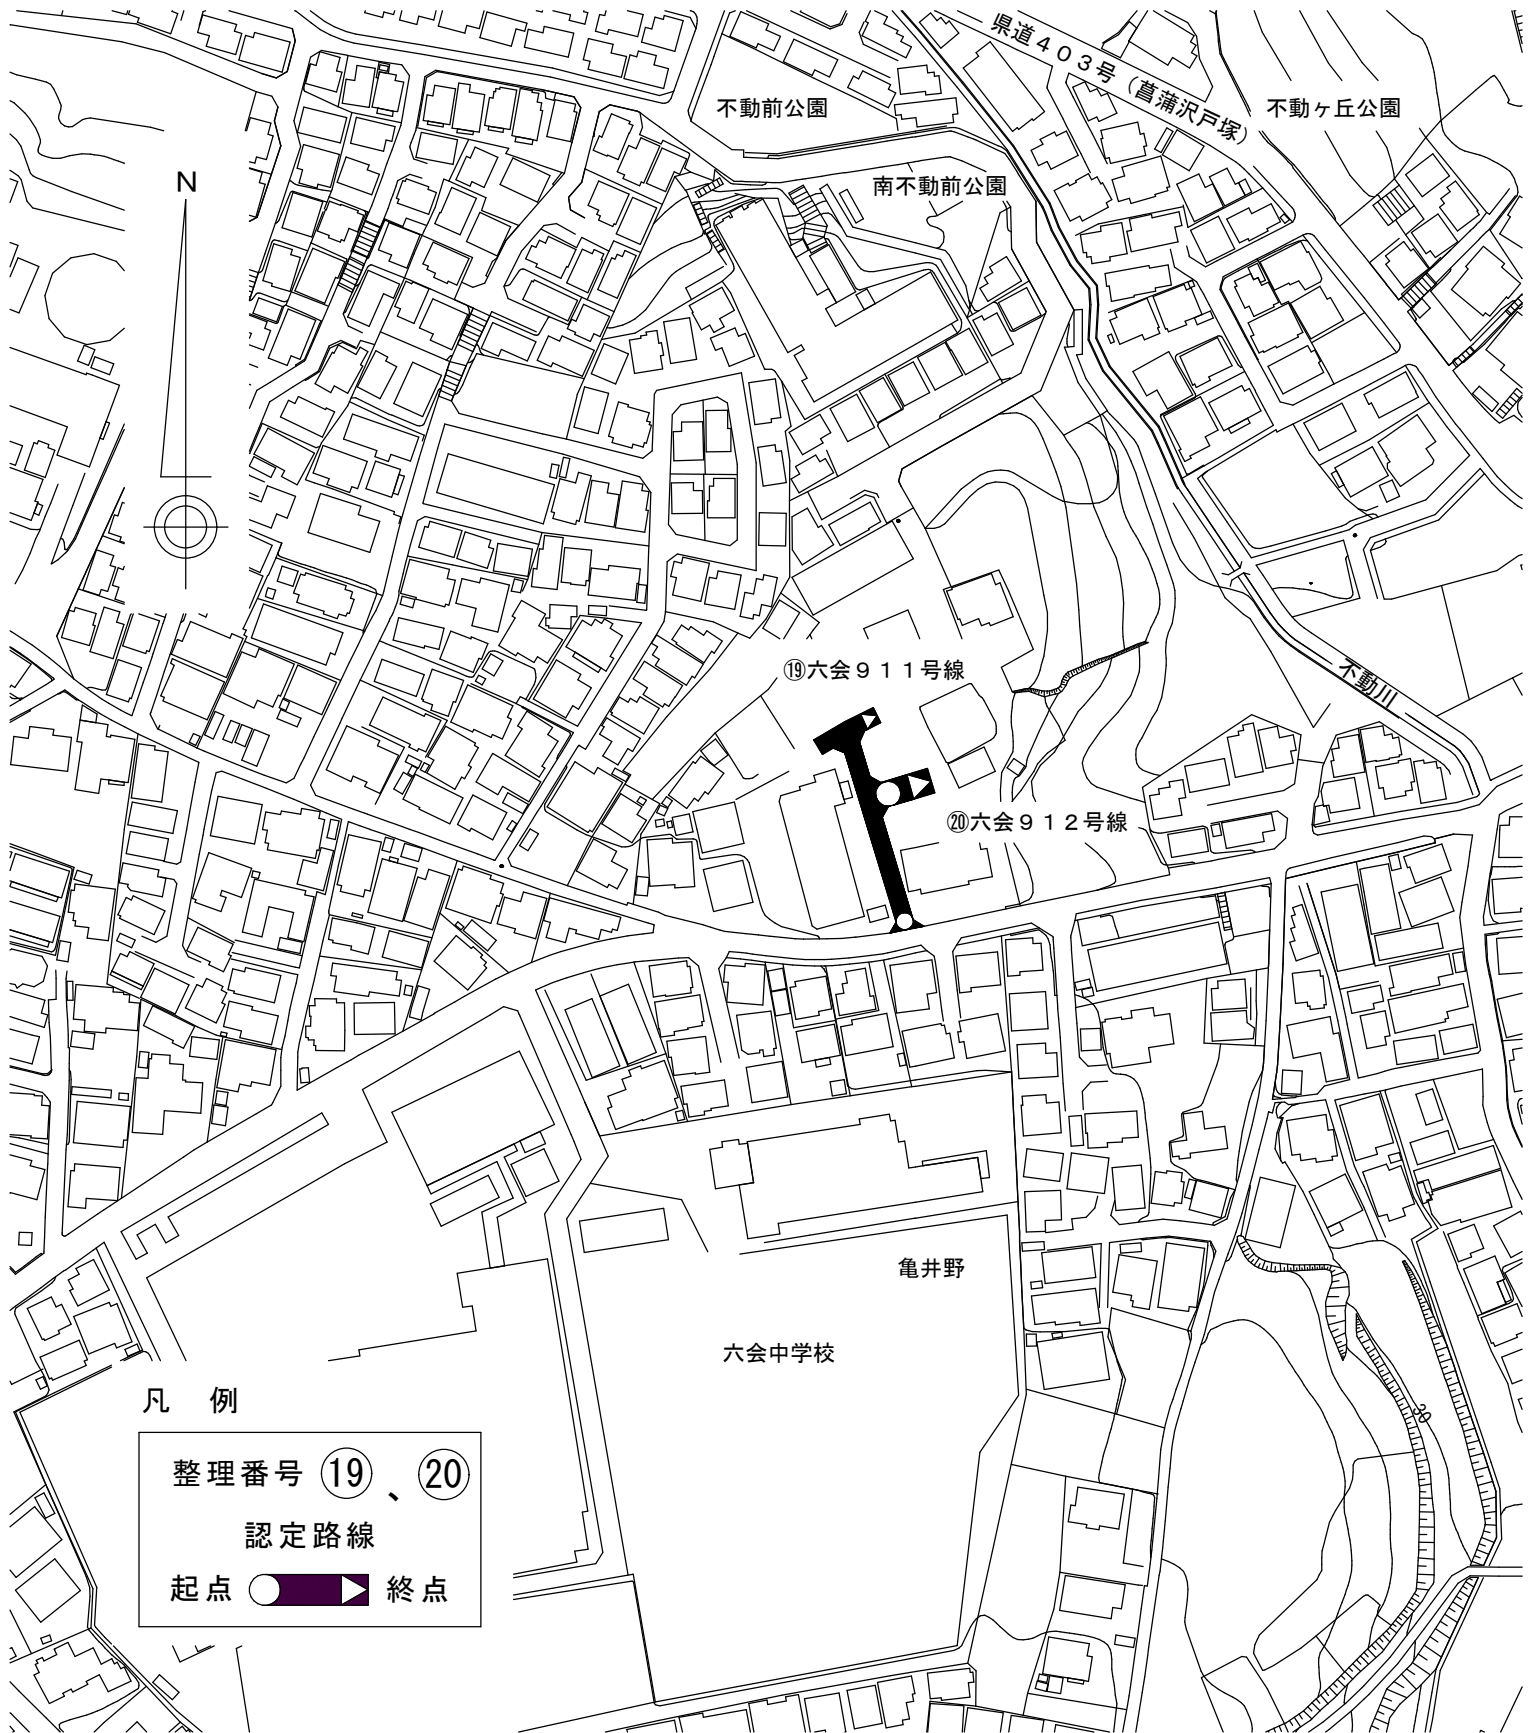 県道４０３号（菖蒲沢戸塚）
不動前公園
不動ヶ丘公園
南不動前公園
N
⑲六会９１１号線
不動川
⑳六会９１２号線
亀井野
六会中学校
凡 例
30
整理番号 ⑲、⑳
認定路線
起点 終点